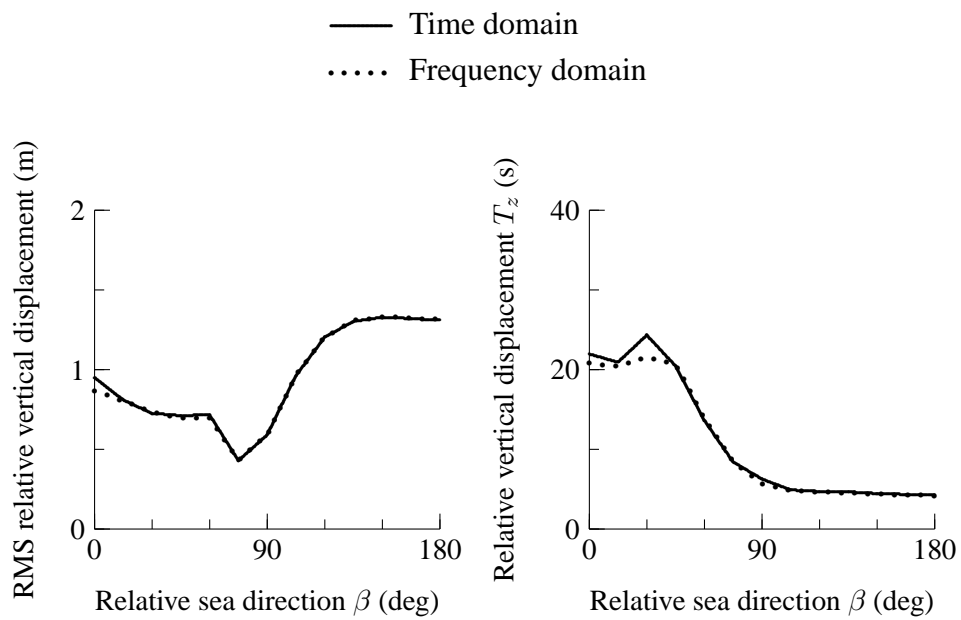 Time domain
Frequency domain
RMS relative vertical displacement (m)
2
1
0
0 90 180
Relative sea direction β (deg)
Relative vertical displacement T_z (s)
40
20
0
0 90 180
Relative sea direction β (deg)